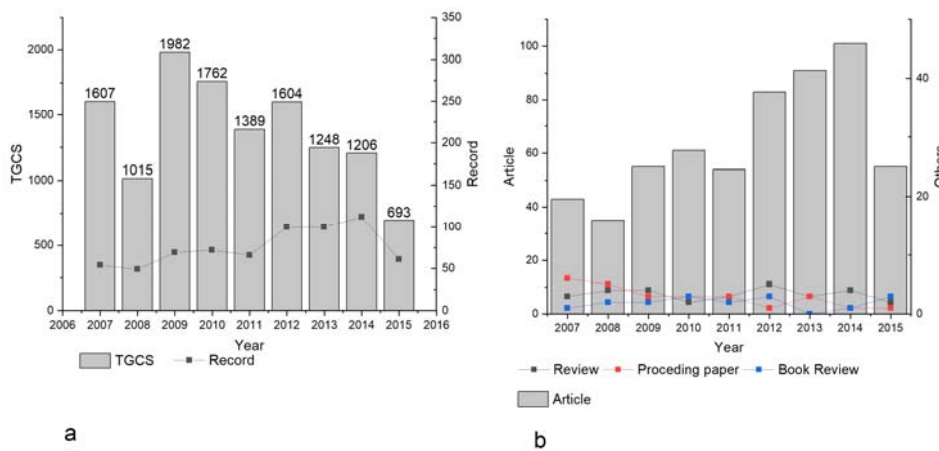 1607
1015
1982
1762
1389
1604
1248
1206
693
2000
1500
1000
500
0
TGCS
350
300
250
200
150
100
50
0
Record
2006 2007 2008 2009 2010 2011 2012 2013 2014 2015 2016
Year
TGCS Record
a
100
80
60
40
20
0
Article
40
20
0
Others
2007 2008 2009 2010 2011 2012 2013 2014 2015
Year
Review Proceding paper Book Review
Article
b